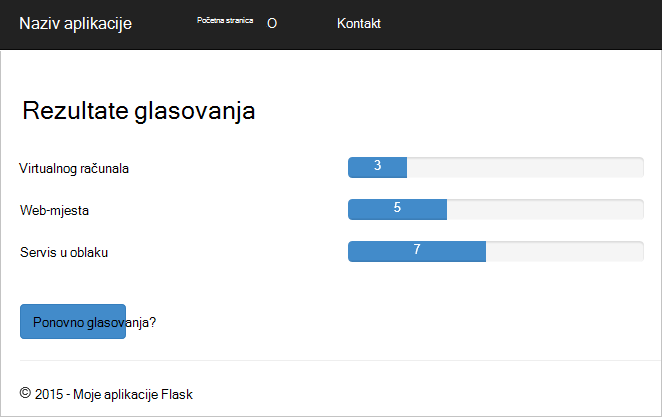 Naziv aplikacije Početna stranica O Kontakt
Rezultate glasovanja
Virtualnog računala 3
Web-mjesta 5
Servis u oblaku 7
Ponovno glasovanja?
© 2015 - Moje aplikacije Flask